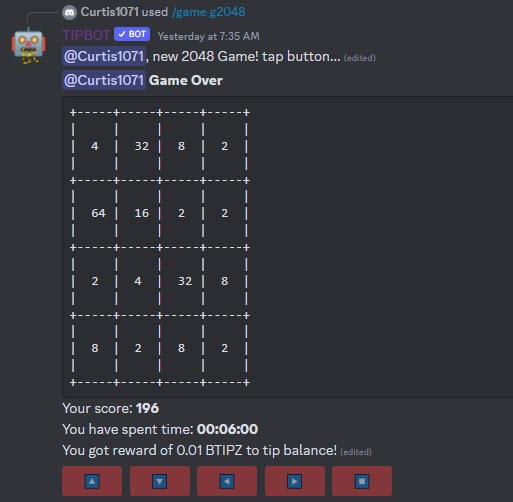 Curtis1071 used /game g2048
TIPBOT ✓ BOT Yesterday at 7:35 AM
@Curtis1071, new 2048 Game! tap button... (edited)
@Curtis1071 Game Over
+-----+-----+-----+-----+
|     |     |     |     |
|  4  |  32 |  8  |  2  |
|     |     |     |     |
+-----+-----+-----+-----+
|     |     |     |     |
|  64 |  16 |  2  |  2  |
|     |     |     |     |
+-----+-----+-----+-----+
|     |     |     |     |
|  2  |  4  |  32 |  8  |
|     |     |     |     |
+-----+-----+-----+-----+
|     |     |     |     |
|  8  |  2  |  8  |  2  |
|     |     |     |     |
+-----+-----+-----+-----+
Your score: 196
You have spent time: 00:06:00
You got reward of 0.01 BTIPZ to tip balance! (edited)